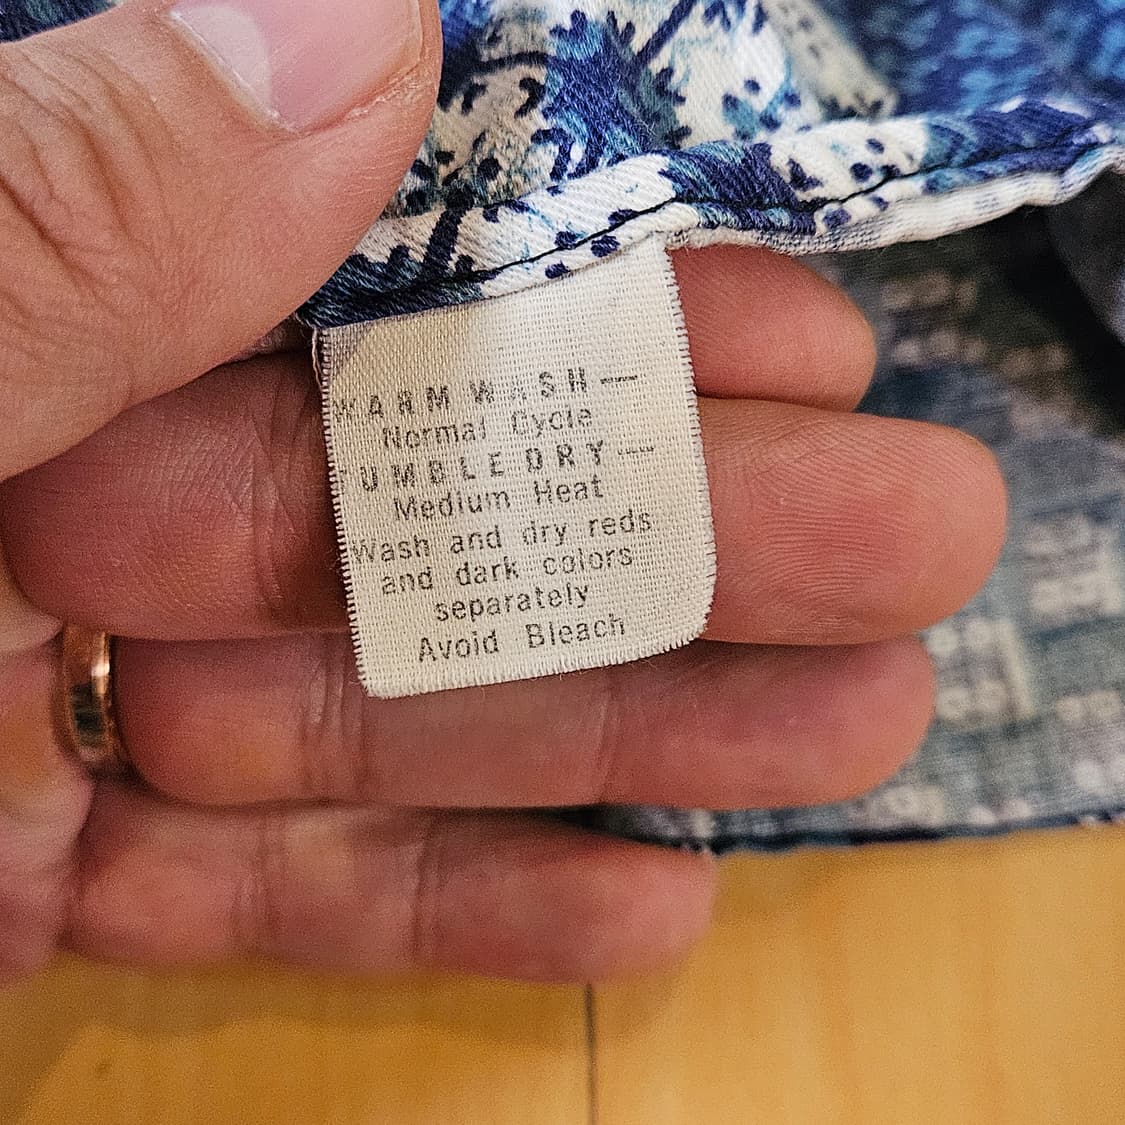 WARM WASH—
Normal Cycle
TUMBLE DRY—
Medium Heat
Wash and dry reds
and dark colors
separately
Avoid Bleach